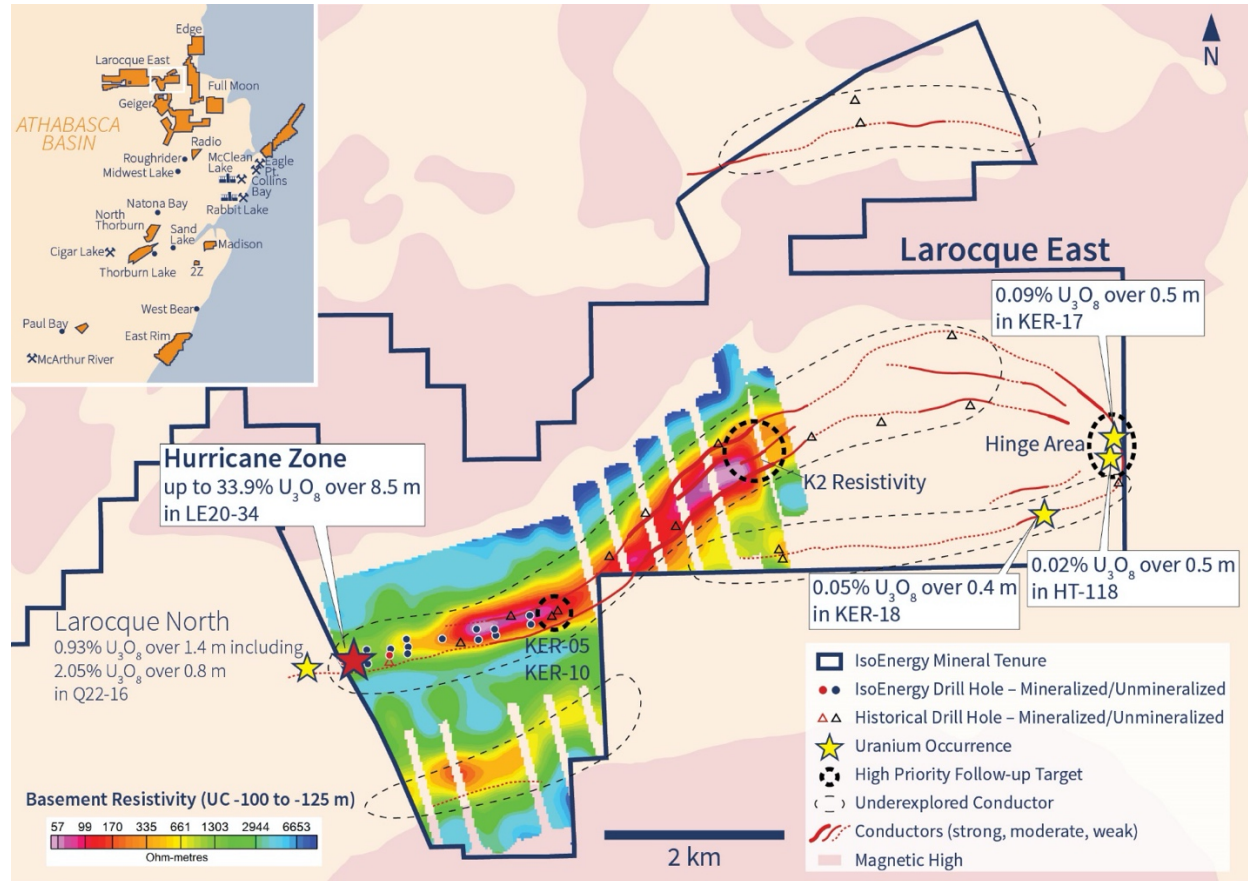 Edge
Larocque East
Full Moon
Geiger
ATHABASCA
BASIN
Radio
Roughrider
McClean
Lake
Eagle
Pt.
Midwest Lake
Collins
Bay
Rabbit Lake
Natona Bay
North
Thorburn
Sand
Lake
Cigar Lake
Madison
Thorburn Lake
2Z
West Bear
Paul Bay
East Rim
McArthur River
N
Larocque East
0.09% U3O8 over 0.5 m
in KER-17
Hinge Area
K2 Resistivity
Hurricane Zone
up to 33.9% U3O8 over 8.5 m
in LE20-34
0.02% U3O8 over 0.5 m
in HT-118
0.05% U3O8 over 0.4 m
in KER-18
Larocque North
0.93% U3O8 over 1.4 m including
2.05% U3O8 over 0.8 m
in Q22-16
KER-05
KER-10
IsoEnergy Mineral Tenure
IsoEnergy Drill Hole – Mineralized/Unmineralized
Historical Drill Hole – Mineralized/Unmineralized
Uranium Occurrence
High Priority Follow-up Target
Underexplored Conductor
Conductors (strong, moderate, weak)
Magnetic High
Basement Resistivity (UC -100 to -125 m)
57 99 170 335 661 1303 2944 6653
Ohm-metres
2 km